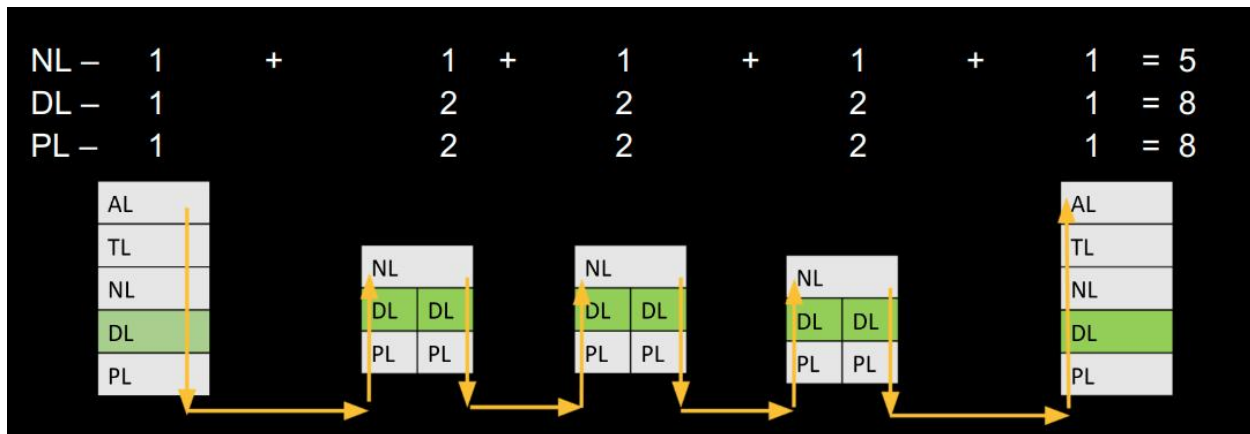 NL – 1 + 1 + 1 + 1 + 1 = 5
DL – 1 2 2 2 1 = 8
PL – 1 2 2 2 1 = 8
AL
TL
NL
DL
PL
NL
DL DL
PL PL
NL
DL DL
PL PL
NL
DL DL
PL PL
AL
TL
NL
DL
PL